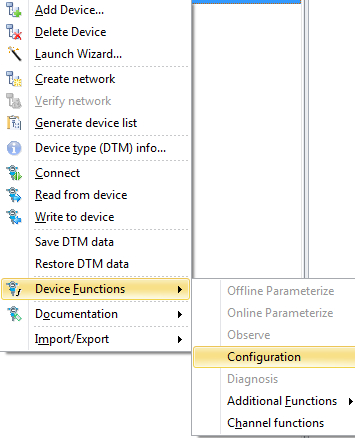 Add Device...
Delete Device
Launch Wizard...
Create network
Verify network
Generate device list
Device type (DTM) info...
Connect
Read from device
Write to device
Save DTM data
Restore DTM data
Device Functions
Documentation
Import/Export
Offline Parameterize
Online Parameterize
Observe
Configuration
Diagnosis
Additional Functions
Channel functions